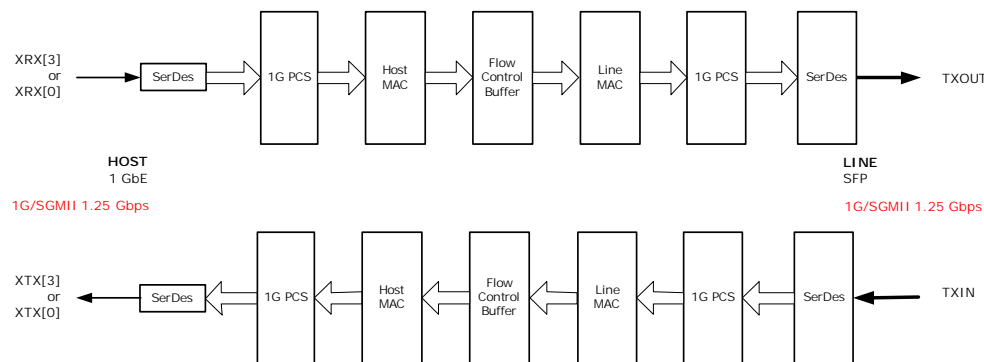 XRX[3]
or
XRX[0]
SerDes
1G PCS
Host
MAC
Flow
Control
Buffer
Line
MAC
1G PCS
SerDes
TXOUT
HOST
1 GbE
1G/SGMII 1.25 Gbps
LINE
SFP
1G/SGMII 1.25 Gbps
XTX[3]
or
XTX[0]
SerDes
1G PCS
Host
MAC
Flow
Control
Buffer
Line
MAC
1G PCS
SerDes
TXIN